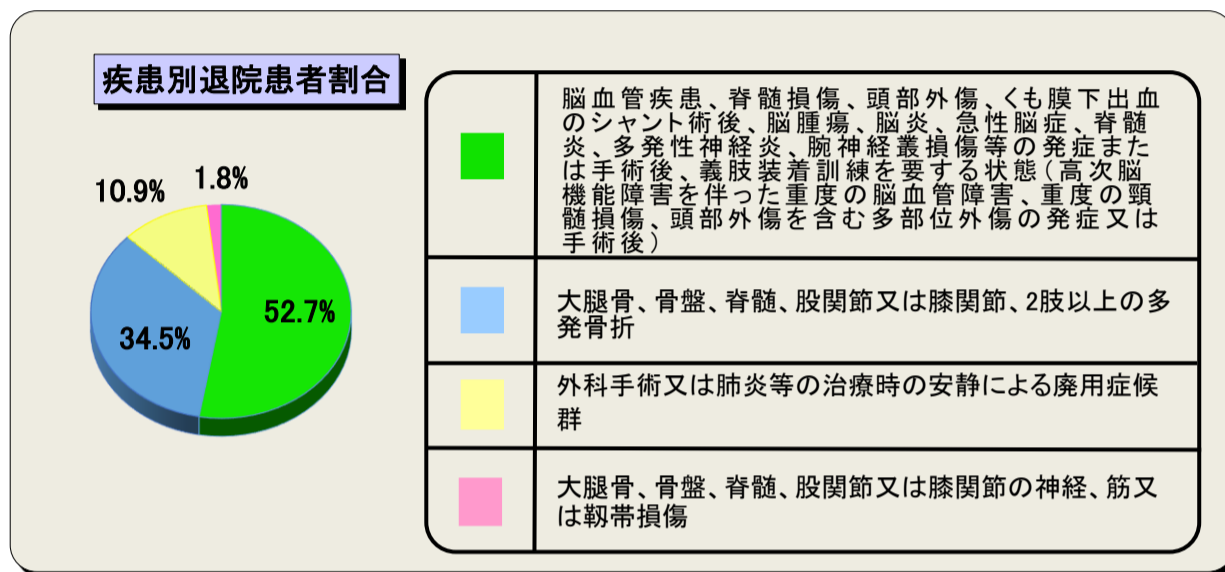 疾患別退院患者割合
10.9%
1.8%
52.7%
34.5%
脳血管疾患、脊髄損傷、頭部外傷、くも膜下出血
のシャント術後、脳腫瘍、脳炎、急性脳症、脊髄
炎、多発性神経炎、腕神経叢損傷等の発症また
は手術後、義肢装着訓練を要する状態（高次脳
機能障害を伴った重度の脳血管障害、重度の頸
髄損傷、頭部外傷を含む多部位外傷の発症又は
手術後）
大腿骨、骨盤、脊髄、股関節又は膝関節、2肢以上の多
発骨折
外科手術又は肺炎等の治療時の安静による廃用症候
群
大腿骨、骨盤、脊髄、股関節又は膝関節の神経、筋又
は靭帯損傷